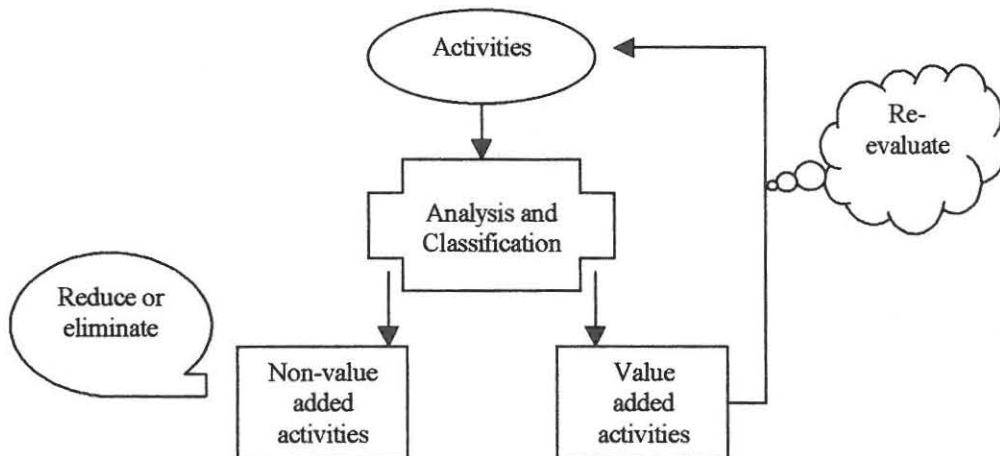 Activities
Re-
evaluate
Analysis and
Classification
Reduce or
eliminate
Non-value
added
activities
Value
added
activities